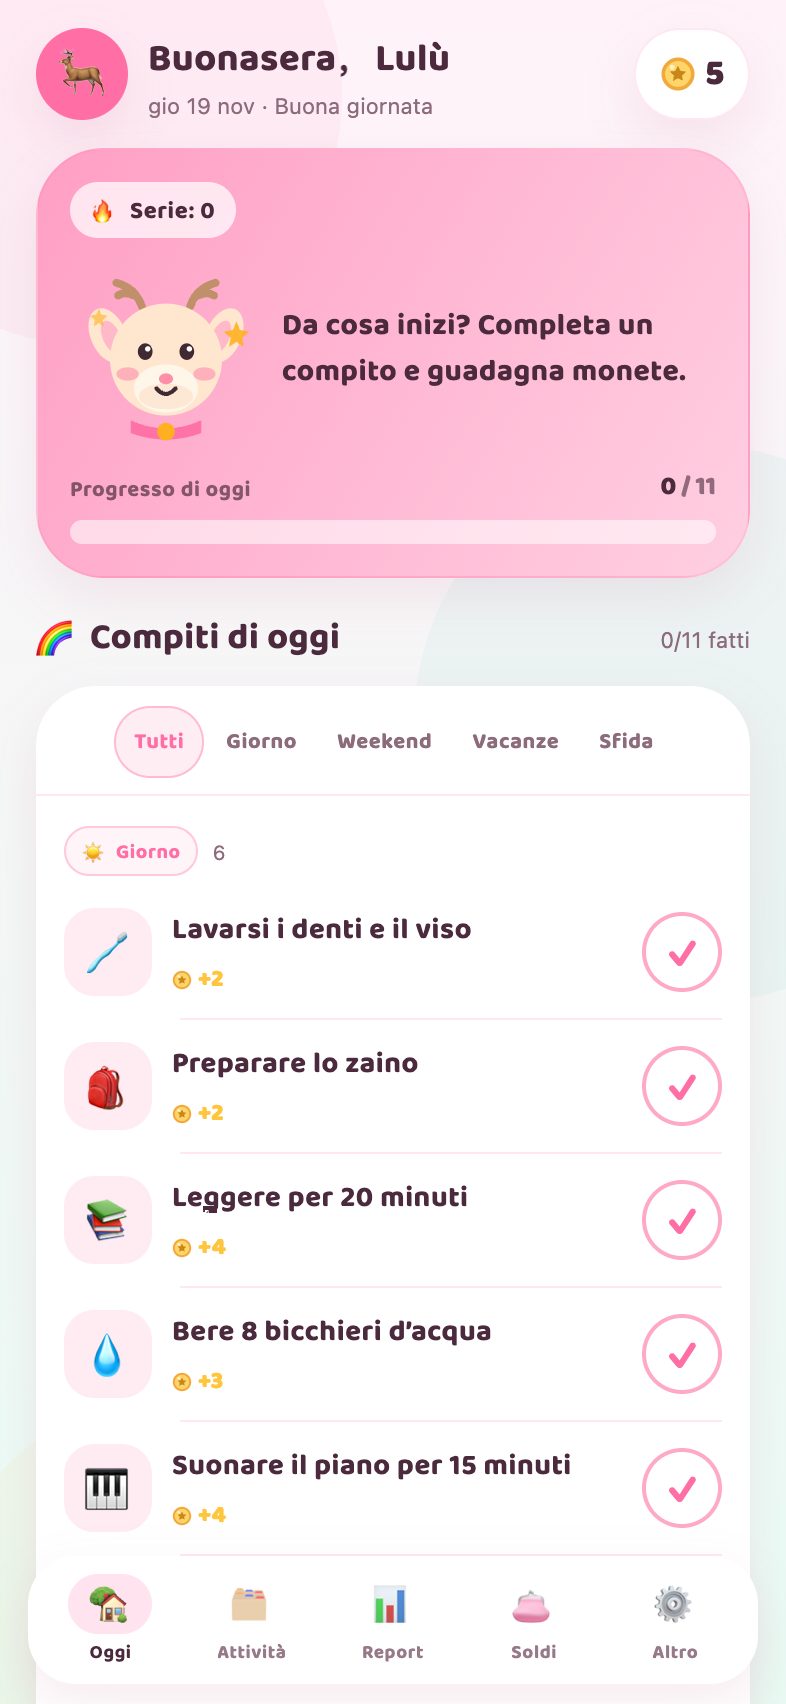 Buonasera, Lulù
gio 19 nov · Buona giornata
5
Serie: 0
Da cosa inizi? Completa un
compito e guadagna monete.
Progresso di oggi
0 / 11
Compiti di oggi
0/11 fatti
Tutti Giorno Weekend Vacanze Sfida
Giorno 6
Lavarsi i denti e il viso
+2
Preparare lo zaino
+2
Leggere per 20 minuti
+4
Bere 8 bicchieri d’acqua
+3
Suonare il piano per 15 minuti
+4
Oggi Attività Report Soldi Altro